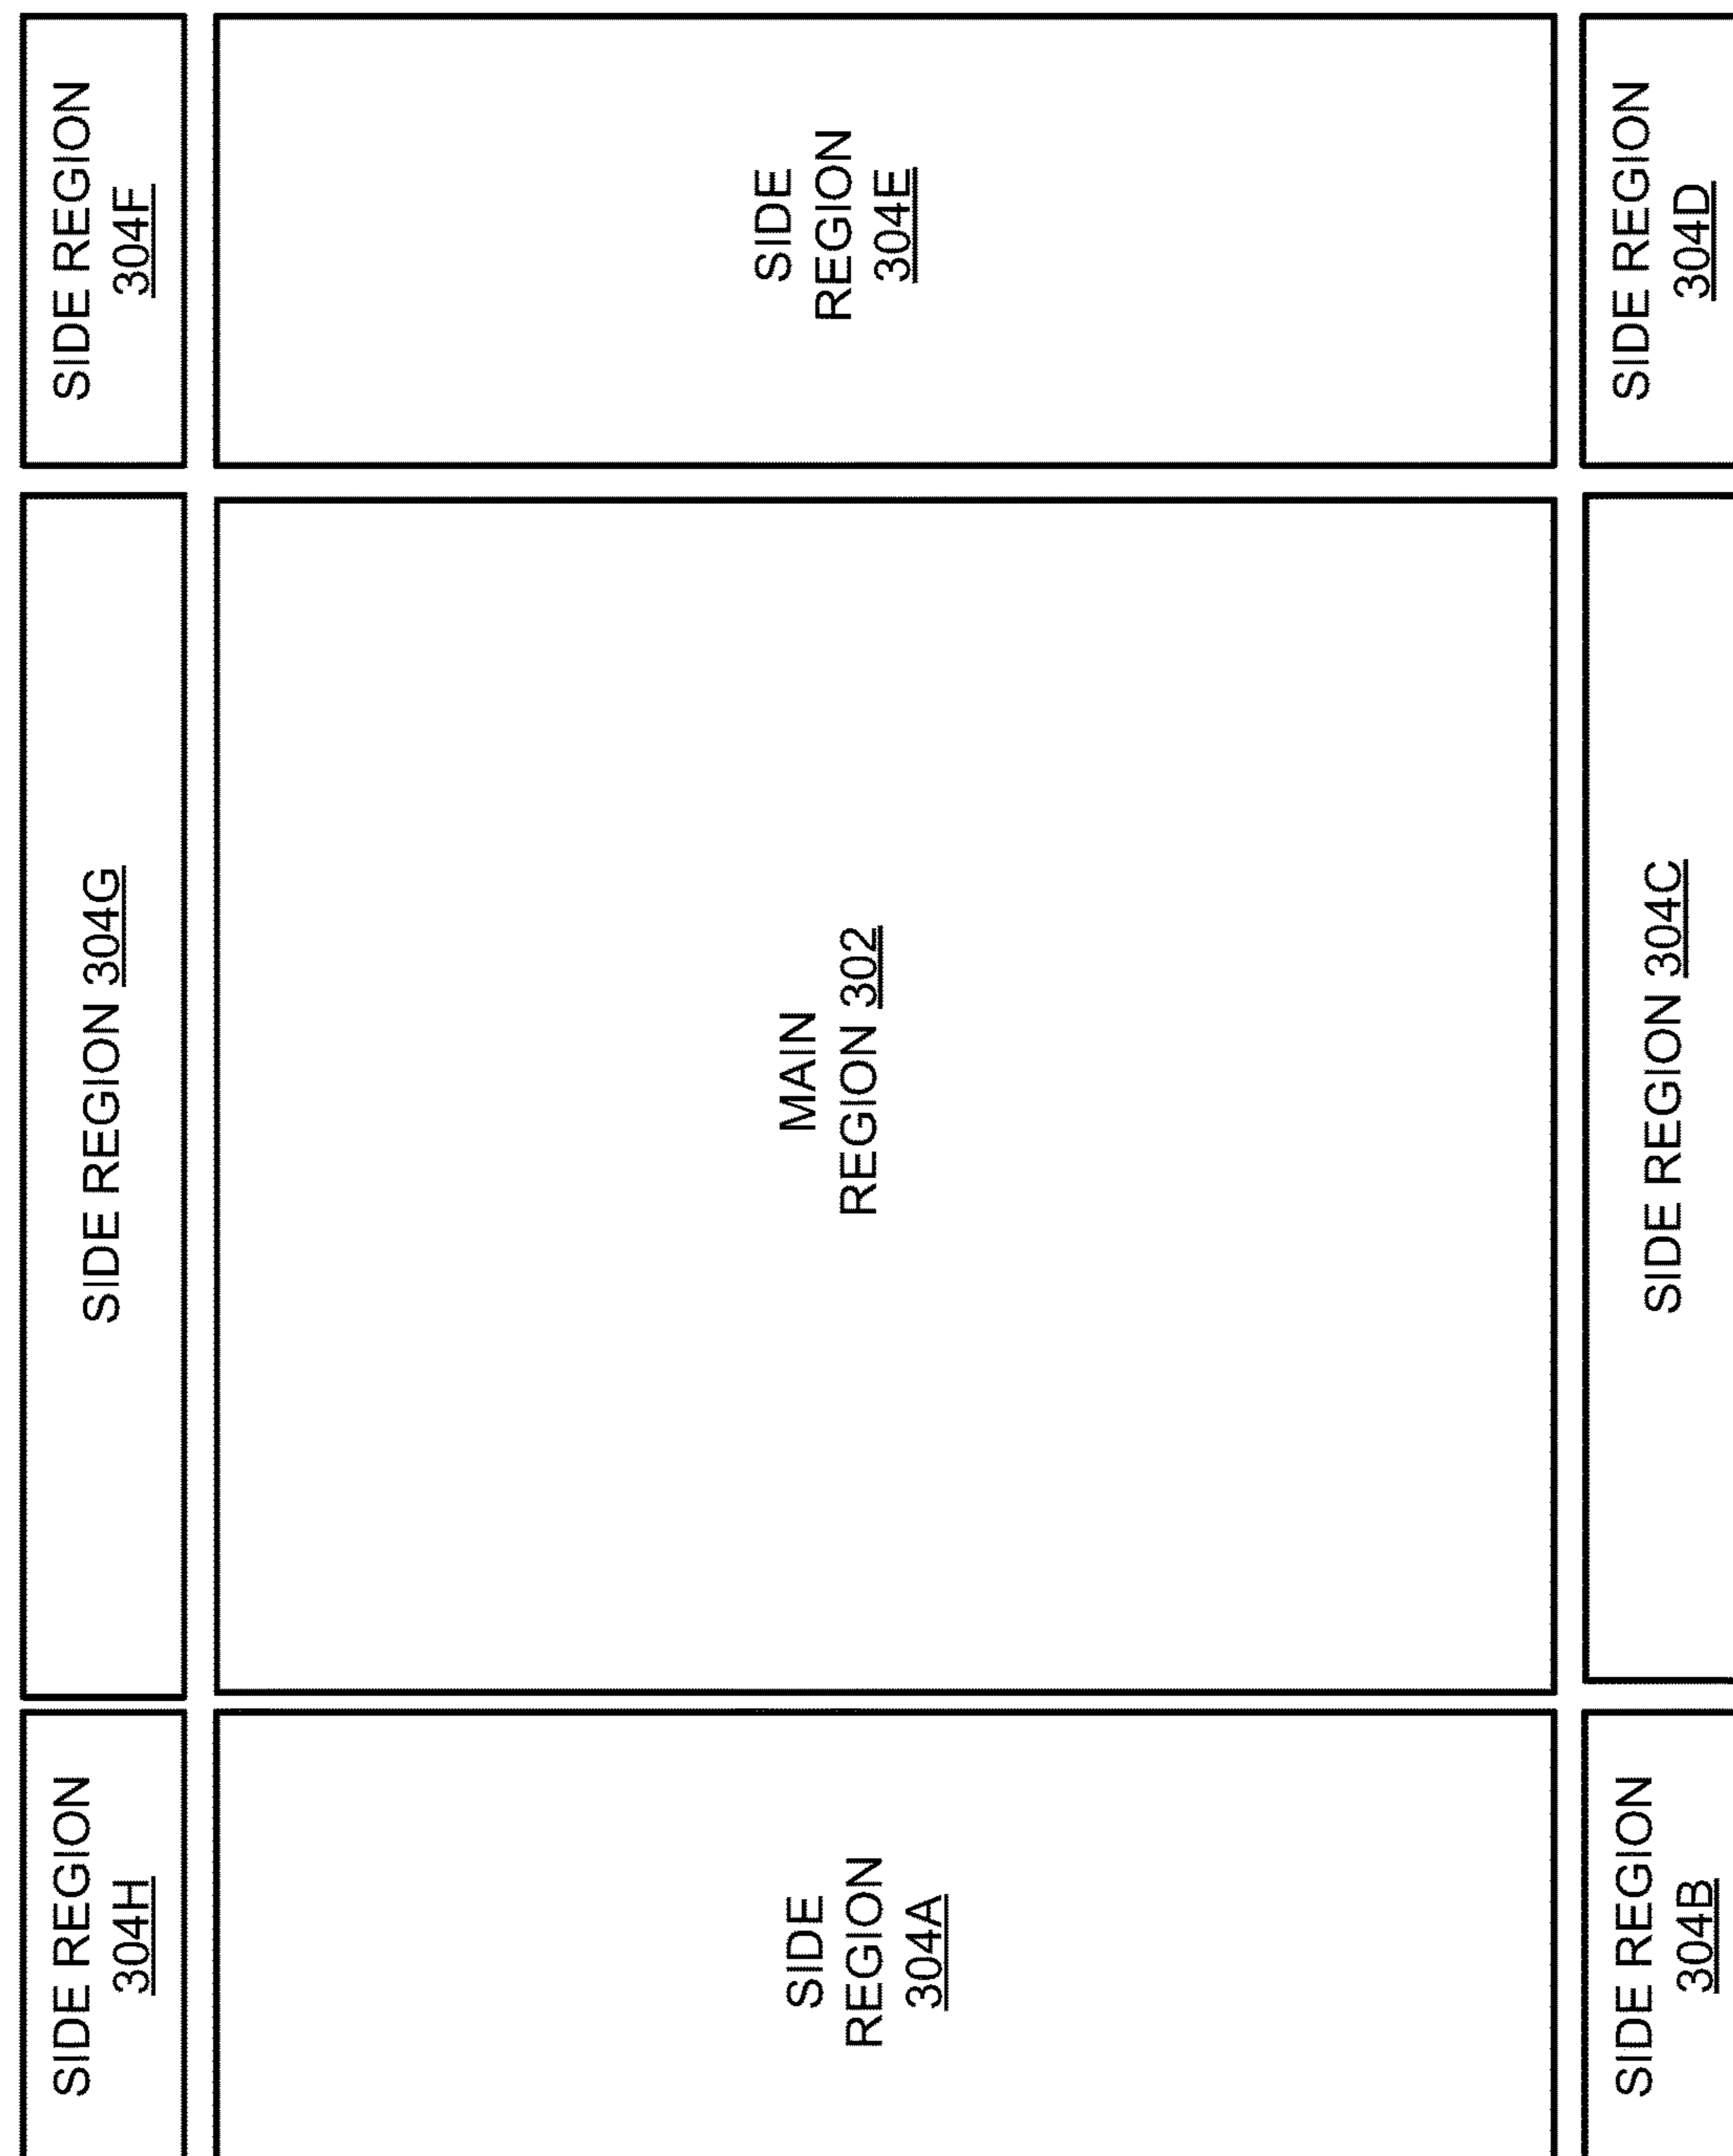 SIDE REGION
304H
SIDE REGION 304G
SIDE REGION
304F
SIDE
REGION
304A
MAIN
REGION 302
SIDE
REGION
304E
SIDE REGION
304B
SIDE REGION 304C
SIDE REGION
304D